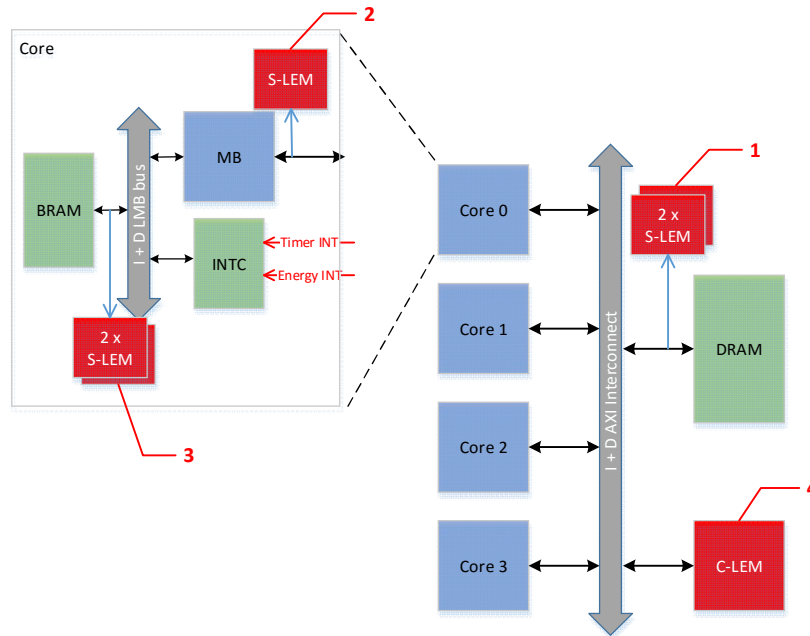 2
Core
S-LEM
MB
I + D LMB bus
BRAM
INTC
Timer INT
Energy INT
2 x
S-LEM
3
1
Core 0
2 x
S-LEM
Core 1
I + D AXI Interconnect
DRAM
Core 2
4
Core 3
C-LEM